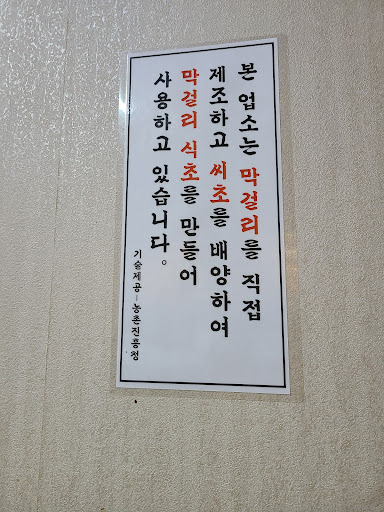 본 업소는 막걸리를 직접
제조하고 씨초를 배양하여
막걸리 식초를 만들어
사용하고 있습니다.
기술제공-농촌진흥청